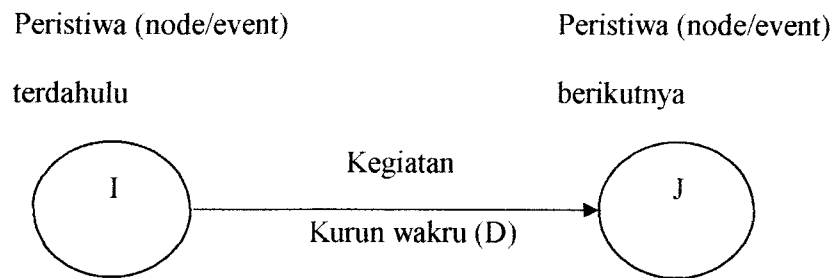 Peristiwa (node/event)
terdahulu
Peristiwa (node/event)
berikutnya
I
Kegiatan
Kurun wakru (D)
J